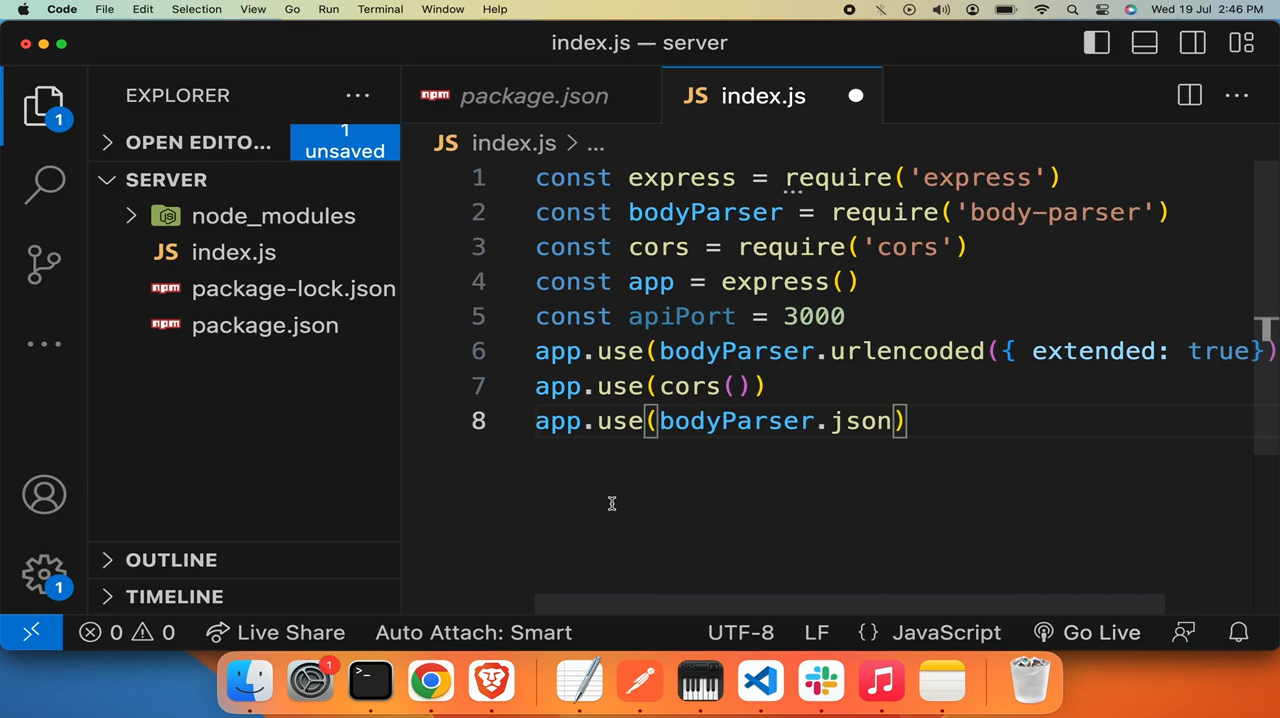 Code File Edit Selection View Go Run Terminal Window Help Wed 19 Jul 2:46 PM
index.js — server
EXPLORER
package.json
JS index.js
1
OPEN EDITO...
1 unsaved
JS index.js > ...
SERVER
node_modules
JS index.js
package-lock.json
package.json
1 const express = require('express')
2 const bodyParser = require('body-parser')
3 const cors = require('cors')
4 const app = express()
5 const apiPort = 3000
6 app.use(bodyParser.urlencoded({ extended: true})
7 app.use(cors())
8 app.use(bodyParser.json)
OUTLINE
1
TIMELINE
0 0 Live Share Auto Attach: Smart UTF-8 LF {} JavaScript Go Live
1